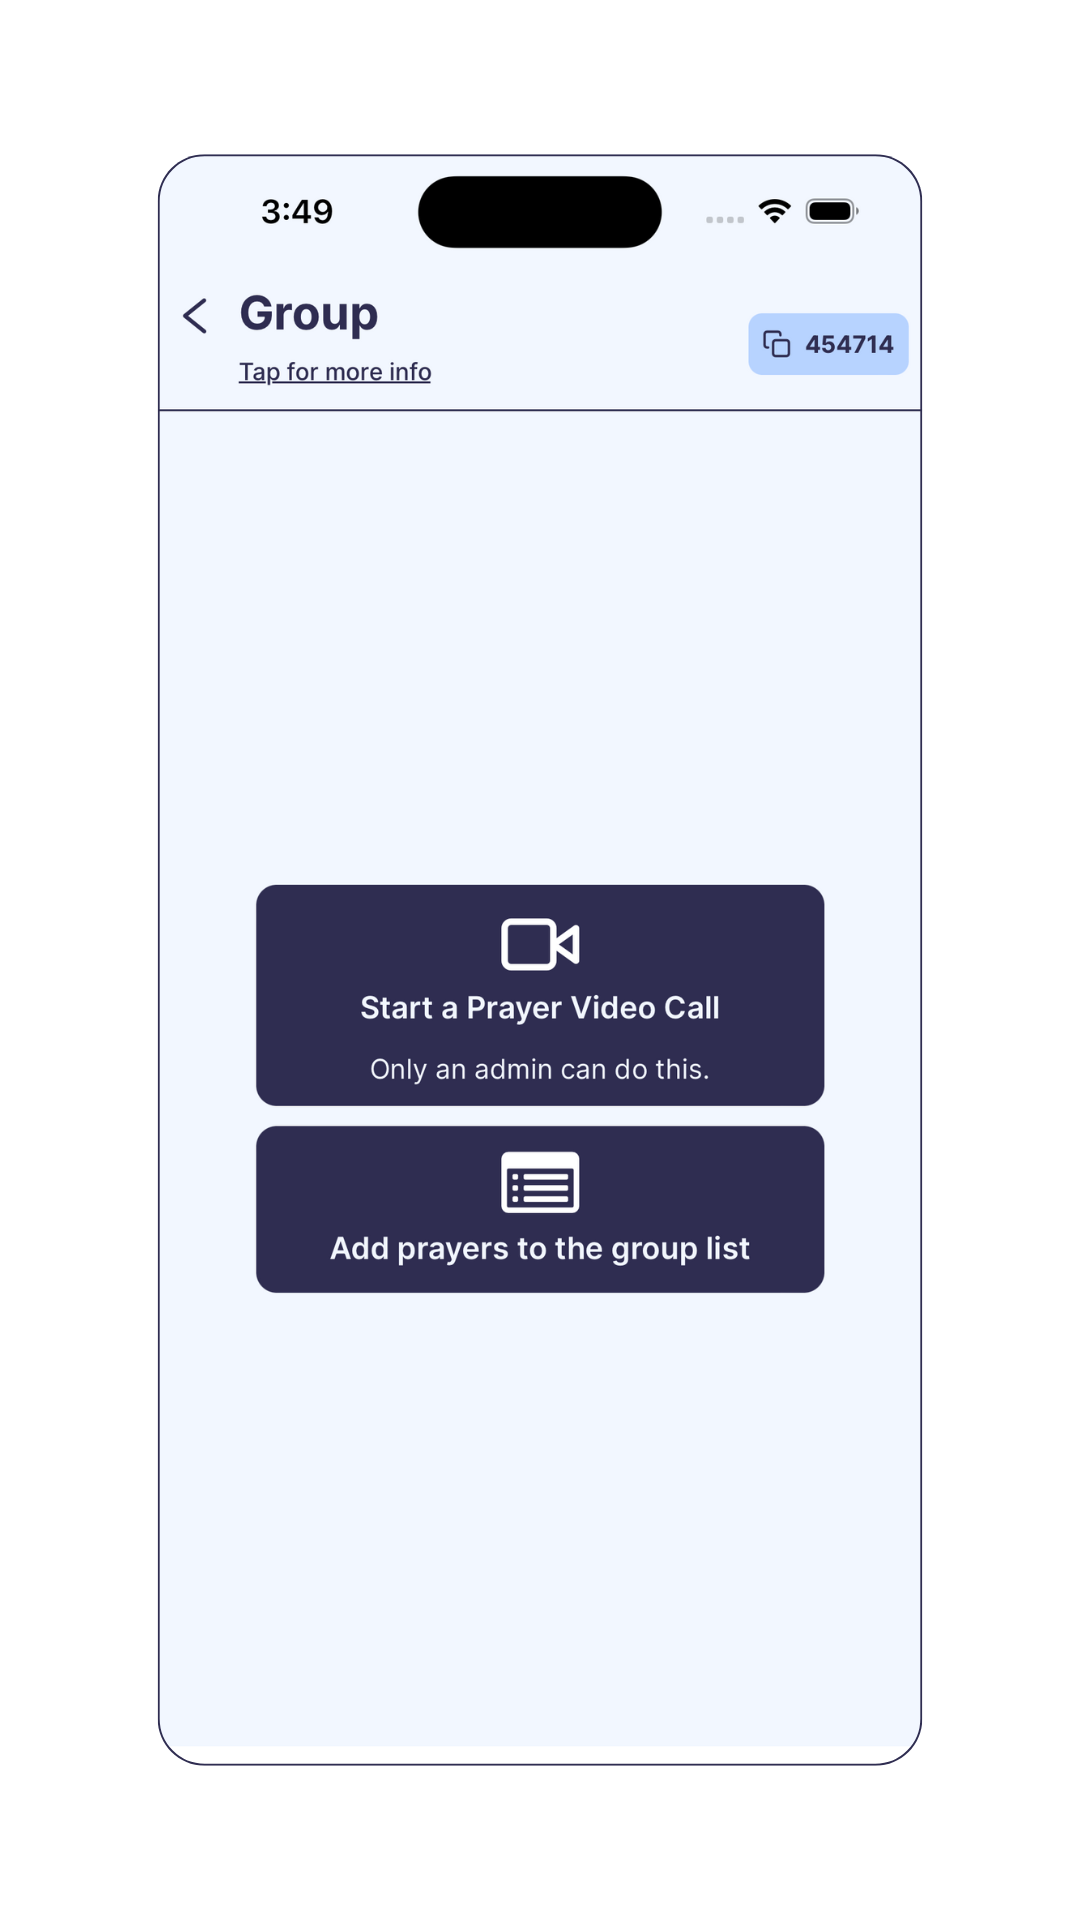 3:49
Group
Tap for more info
454714
Start a Prayer Video Call
Only an admin can do this.
Add prayers to the group list